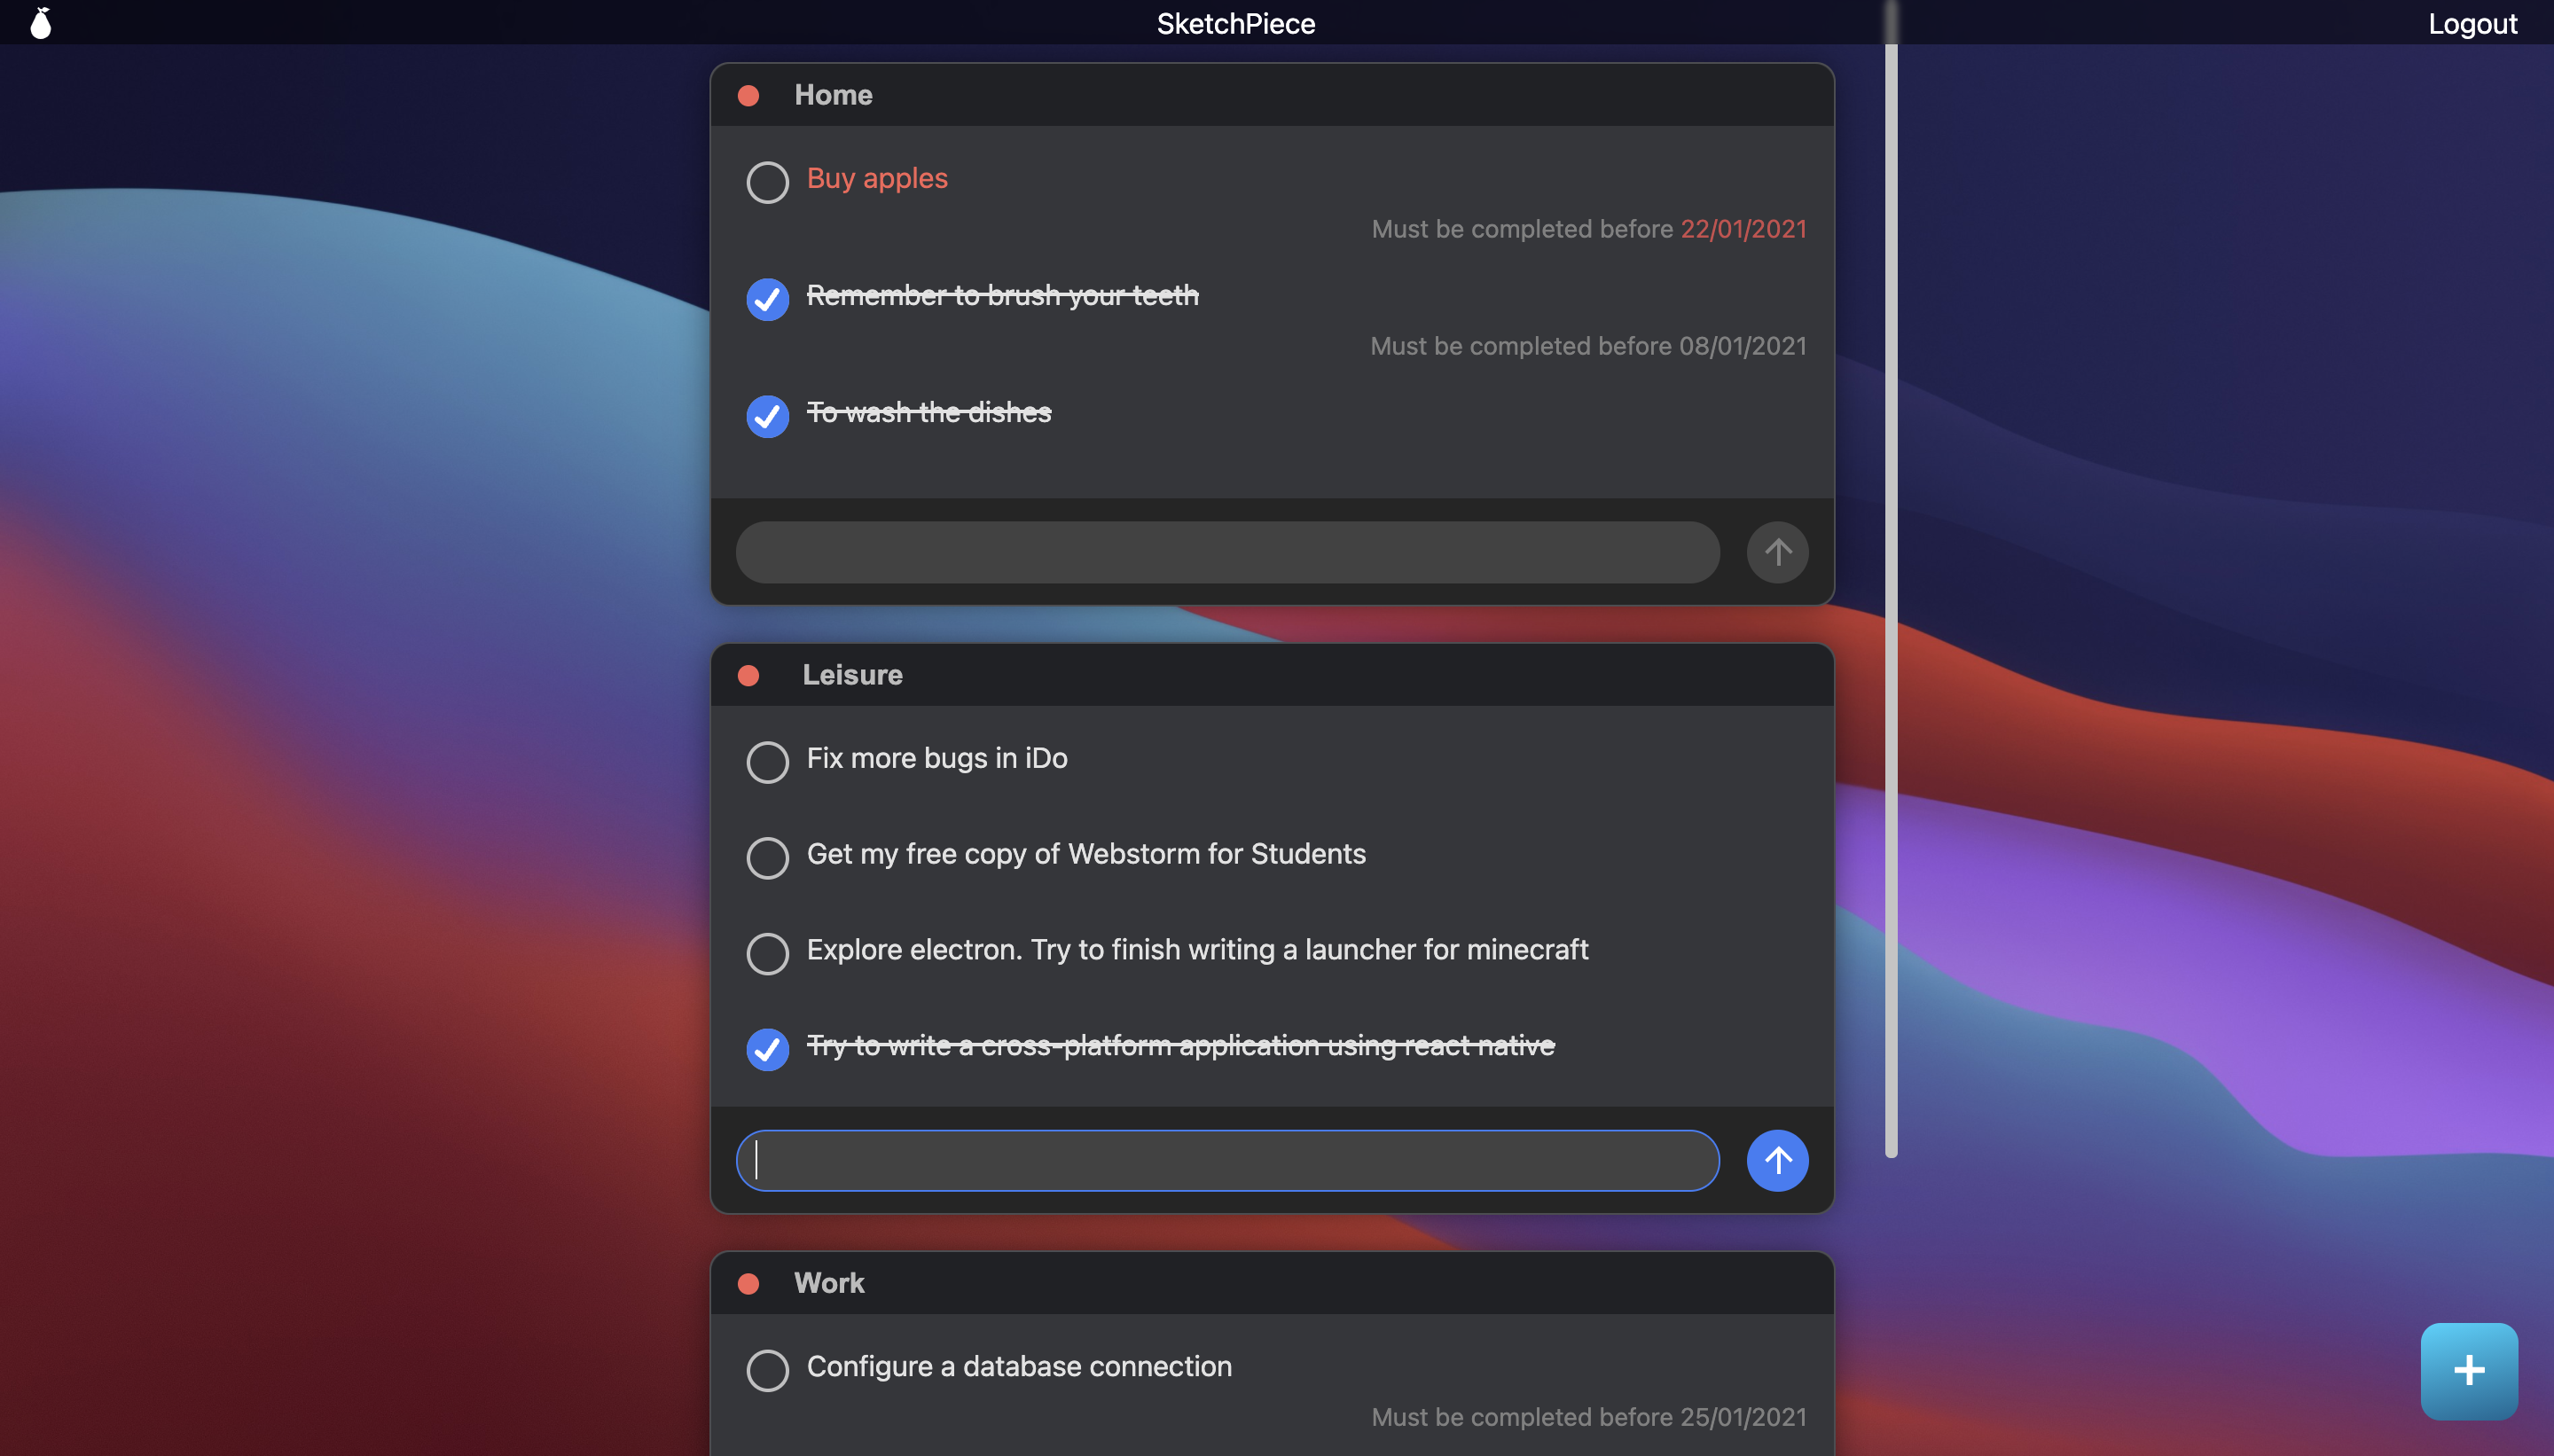 SketchPiece
Logout
Home
Buy apples
Must be completed before 22/01/2021
Remember to brush your teeth
Must be completed before 08/01/2021
To wash the dishes
Leisure
Fix more bugs in iDo
Get my free copy of Webstorm for Students
Explore electron. Try to finish writing a launcher for minecraft
Try to write a cross-platform application using react native
Work
Configure a database connection
Must be completed before 25/01/2021